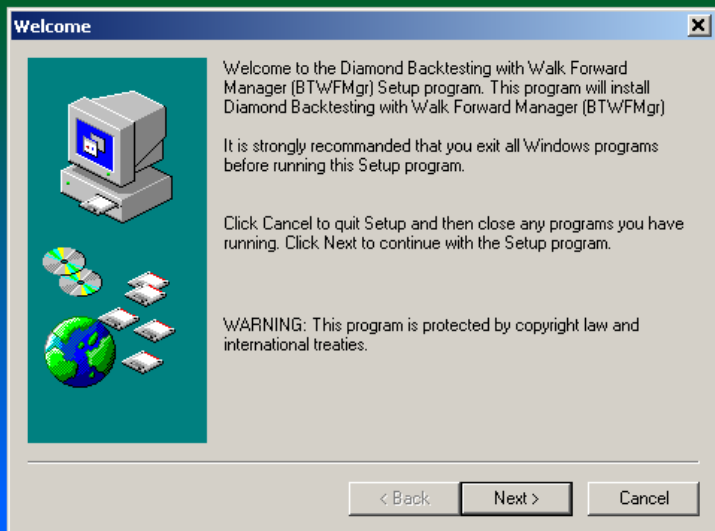 Welcome
Welcome to the Diamond Backtesting with Walk Forward
Manager (BTWFMgr) Setup program. This program will install
Diamond Backtesting with Walk Forward Manager (BTWFMgr)
It is strongly recommanded that you exit all Windows programs
before running this Setup program.
Click Cancel to quit Setup and then close any programs you have
running. Click Next to continue with the Setup program.
WARNING: This program is protected by copyright law and
international treaties.
< Back
Next >
Cancel